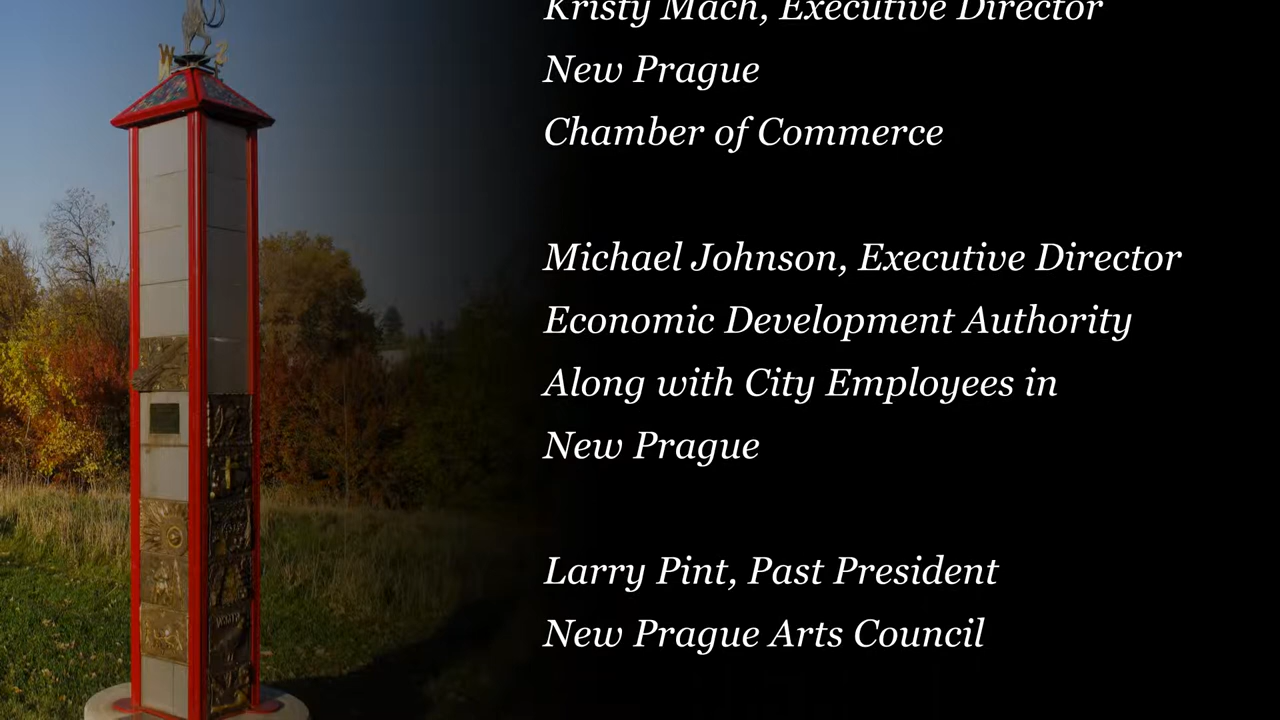 Kristy Mach, Executive Director
New Prague
Chamber of Commerce
Michael Johnson, Executive Director
Economic Development Authority
Along with City Employees in
New Prague
Larry Pint, Past President
New Prague Arts Council